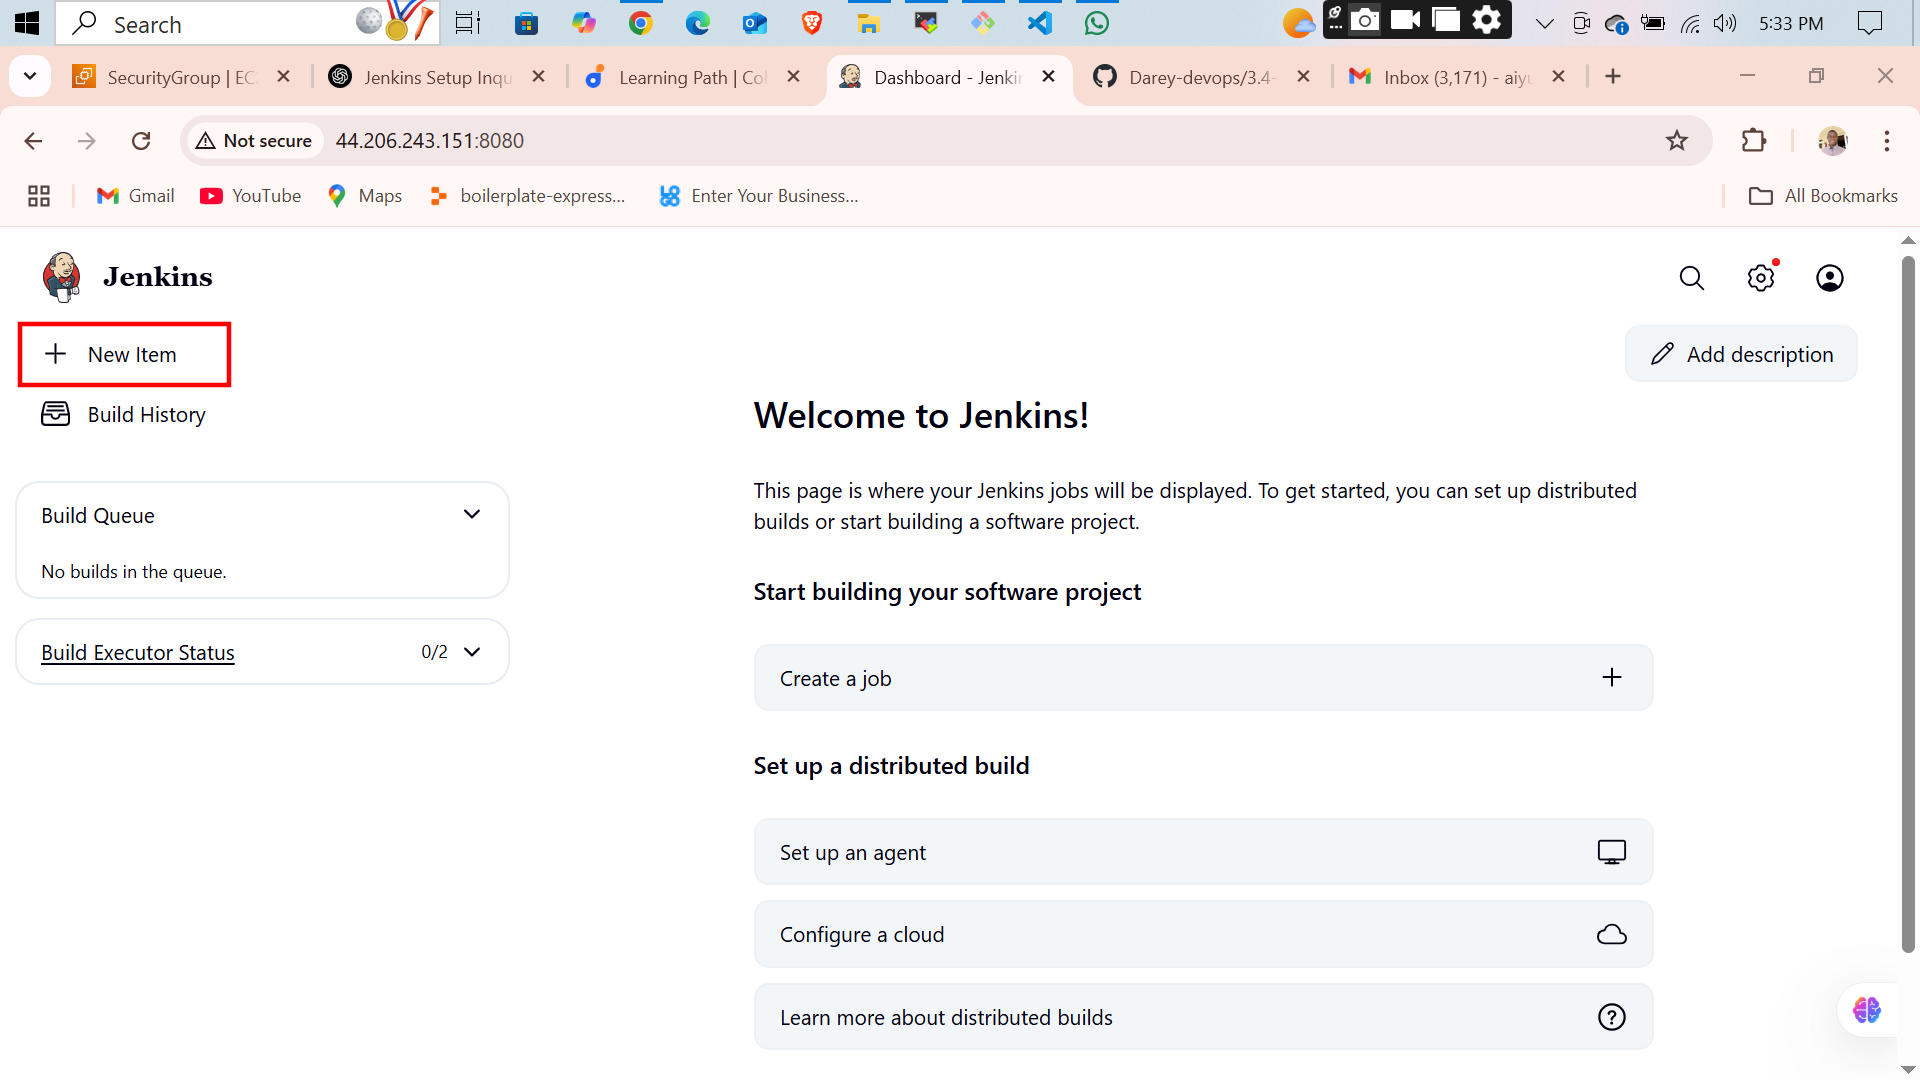 Search
5:33 PM
SecurityGroup | EC
Jenkins Setup Inqu
Learning Path | Col
Dashboard - Jenkin
Darey-devops/3.4-
Inbox (3,171) - aiyu
Not secure
44.206.243.151:8080
Gmail
YouTube
Maps
boilerplate-express...
Enter Your Business...
All Bookmarks
Jenkins
New Item
Add description
Build History
Welcome to Jenkins!
This page is where your Jenkins jobs will be displayed. To get started, you can set up distributed
builds or start building a software project.
Build Queue
No builds in the queue.
Start building your software project
Build Executor Status
0/2
Create a job
Set up a distributed build
Set up an agent
Configure a cloud
Learn more about distributed builds